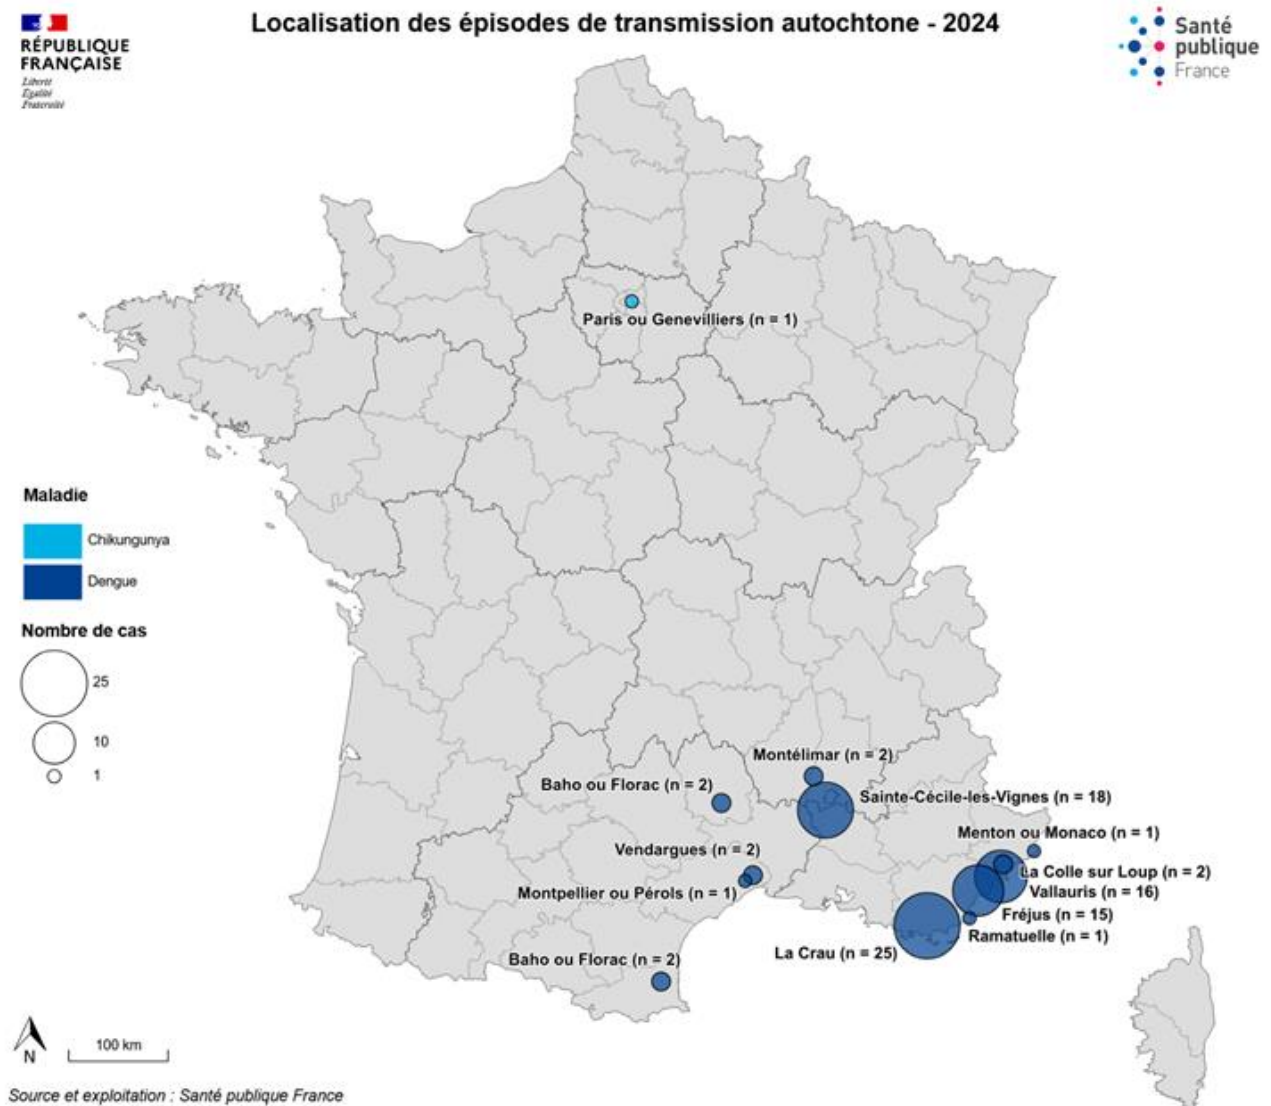 Localisation des épisodes de transmission autochtone - 2024
RÉPUBLIQUE
FRANÇAISE
Liberté
Égalité
Fraternité
Santé
publique
France
Paris ou Genevilliers (n = 1)
Maladie
Chikungunya
Dengue
Nombre de cas
25
10
1
Montélimar (n = 2)
Baho ou Florac (n = 2)
Sainte-Cécile-les-Vignes (n = 18)
Menton ou Monaco (n = 1)
Vendargues (n = 2)
La Colle sur Loup (n = 2)
Montpellier ou Pérols (n = 1)
Vallauris (n = 16)
Fréjus (n = 15)
Ramatuelle (n = 1)
La Crau (n = 25)
Baho ou Florac (n = 2)
N
100 km
Source et exploitation : Santé publique France